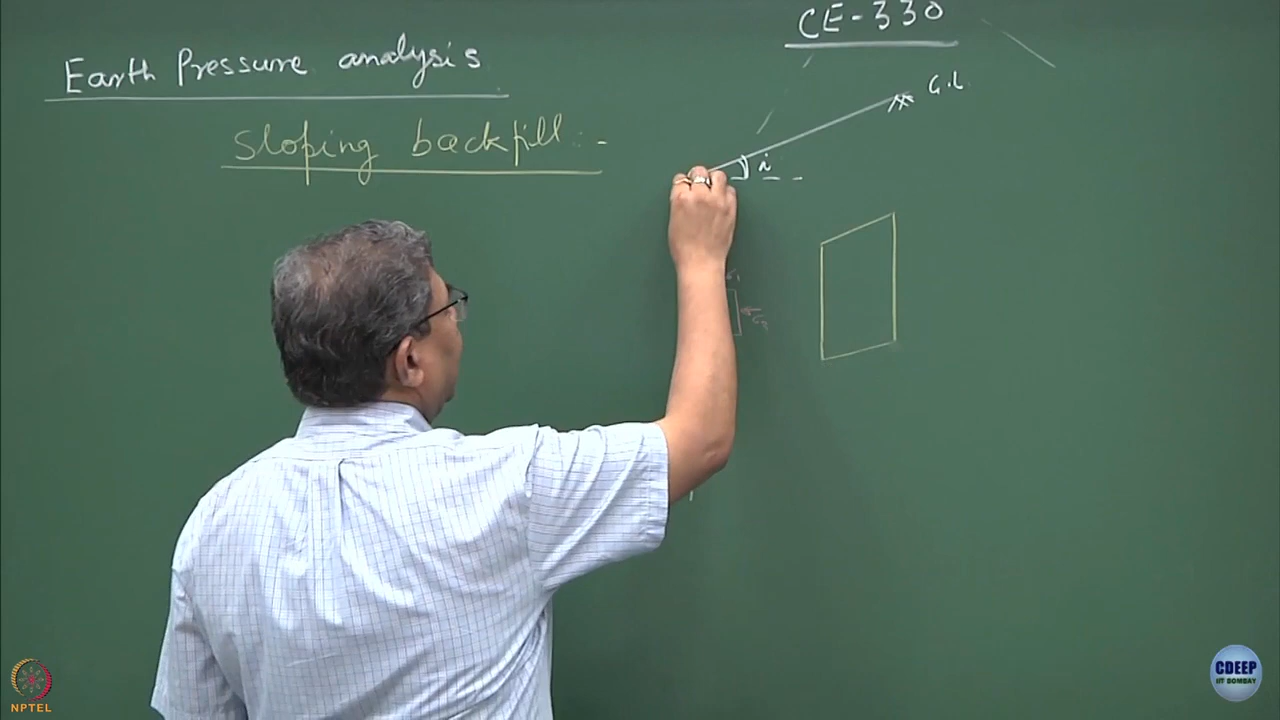 CE-330
Earth Pressure analysis
Sloping backfill:-
G.L.
i
NPTEL
CDEEP
IIT BOMBAY